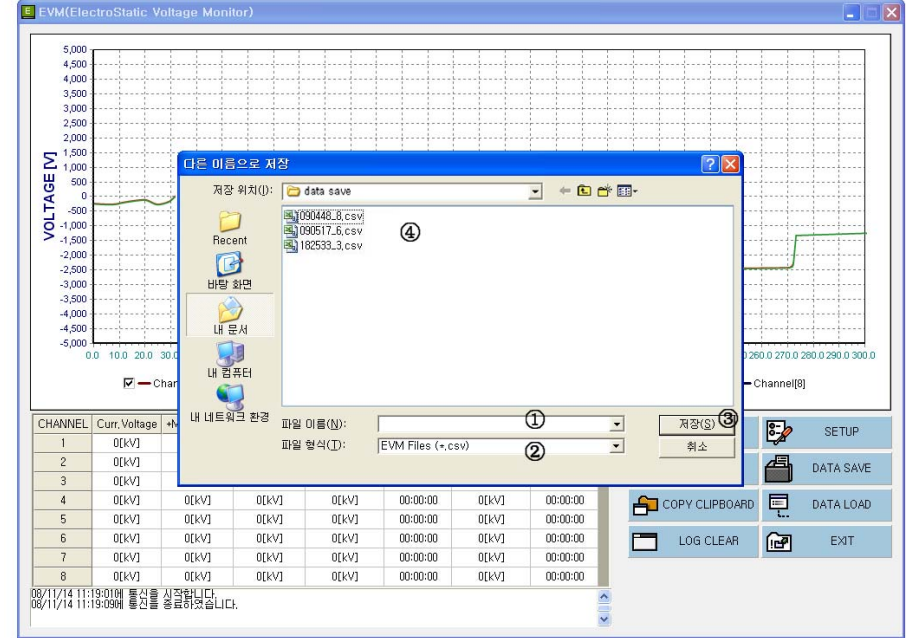 EVM(ElectroStatic Voltage Monitor)
5,000
4,500
4,000
3,500
3,000
2,500
2,000
1,500
1,000
500
0
-500
-1,000
-1,500
-2,000
-2,500
-3,000
-3,500
-4,000
-4,500
-5,000
VOLTAGE [V]
0.0 10.0 20.0 30.0 260.0 270.0 280.0 290.0 300.0
Channel[8]
다른 이름으로 저장
저장 위치(I): data save
Recent
바탕 화면
내 문서
내 컴퓨터
내 네트워크 환경
090448_8.csv
090517_6.csv
182533_3.csv
④
파일 이름(N): ①
저장(S) ③
파일 형식(T): EVM Files (*.csv) ②
취소
CHANNEL Curr.Voltage
1 0[kV]
2 0[kV]
3 0[kV]
4 0[kV] 0[kV] 0[kV] 0[kV] 00:00:00 0[kV] 00:00:00
5 0[kV] 0[kV] 0[kV] 0[kV] 00:00:00 0[kV] 00:00:00
6 0[kV] 0[kV] 0[kV] 0[kV] 00:00:00 0[kV] 00:00:00
7 0[kV] 0[kV] 0[kV] 0[kV] 00:00:00 0[kV] 00:00:00
8 0[kV] 0[kV] 0[kV] 0[kV] 00:00:00 0[kV] 00:00:00
SETUP
DATA SAVE
COPY CLIPBOARD DATA LOAD
LOG CLEAR EXIT
08/11/14 11:19:01에 통신을 시작합니다.
08/11/14 11:19:09에 통신을 종료하였습니다.